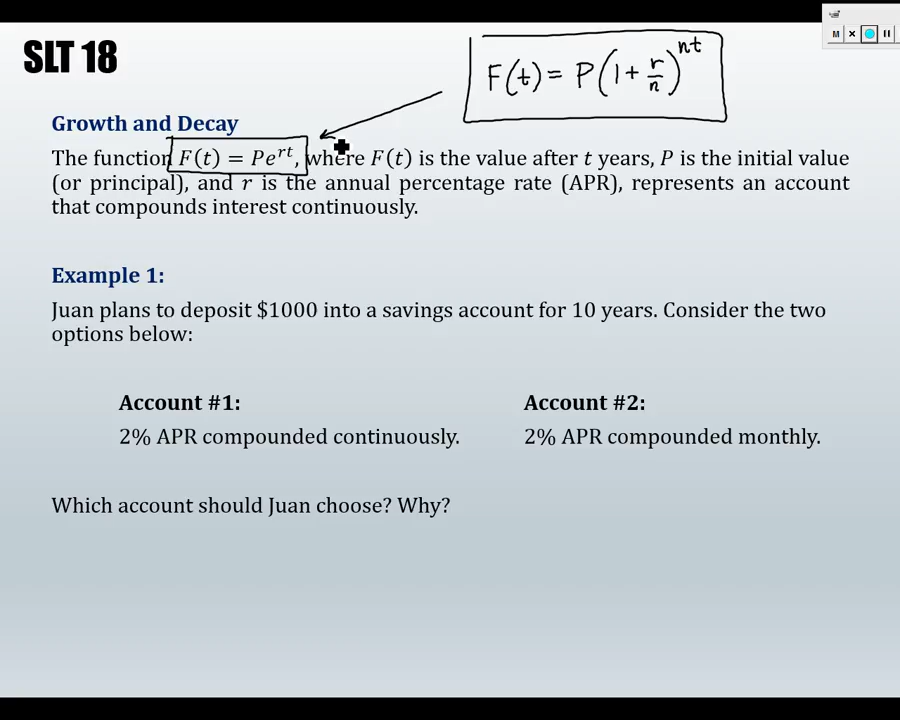 SLT 18
F(t) = P(1 + r/n)^nt
Growth and Decay
The function F(t) = Pe^rt, where F(t) is the value after t years, P is the initial value
(or principal), and r is the annual percentage rate (APR), represents an account
that compounds interest continuously.
Example 1:
Juan plans to deposit $1000 into a savings account for 10 years. Consider the two
options below:
Account #1:
2% APR compounded continuously.
Account #2:
2% APR compounded monthly.
Which account should Juan choose? Why?
M